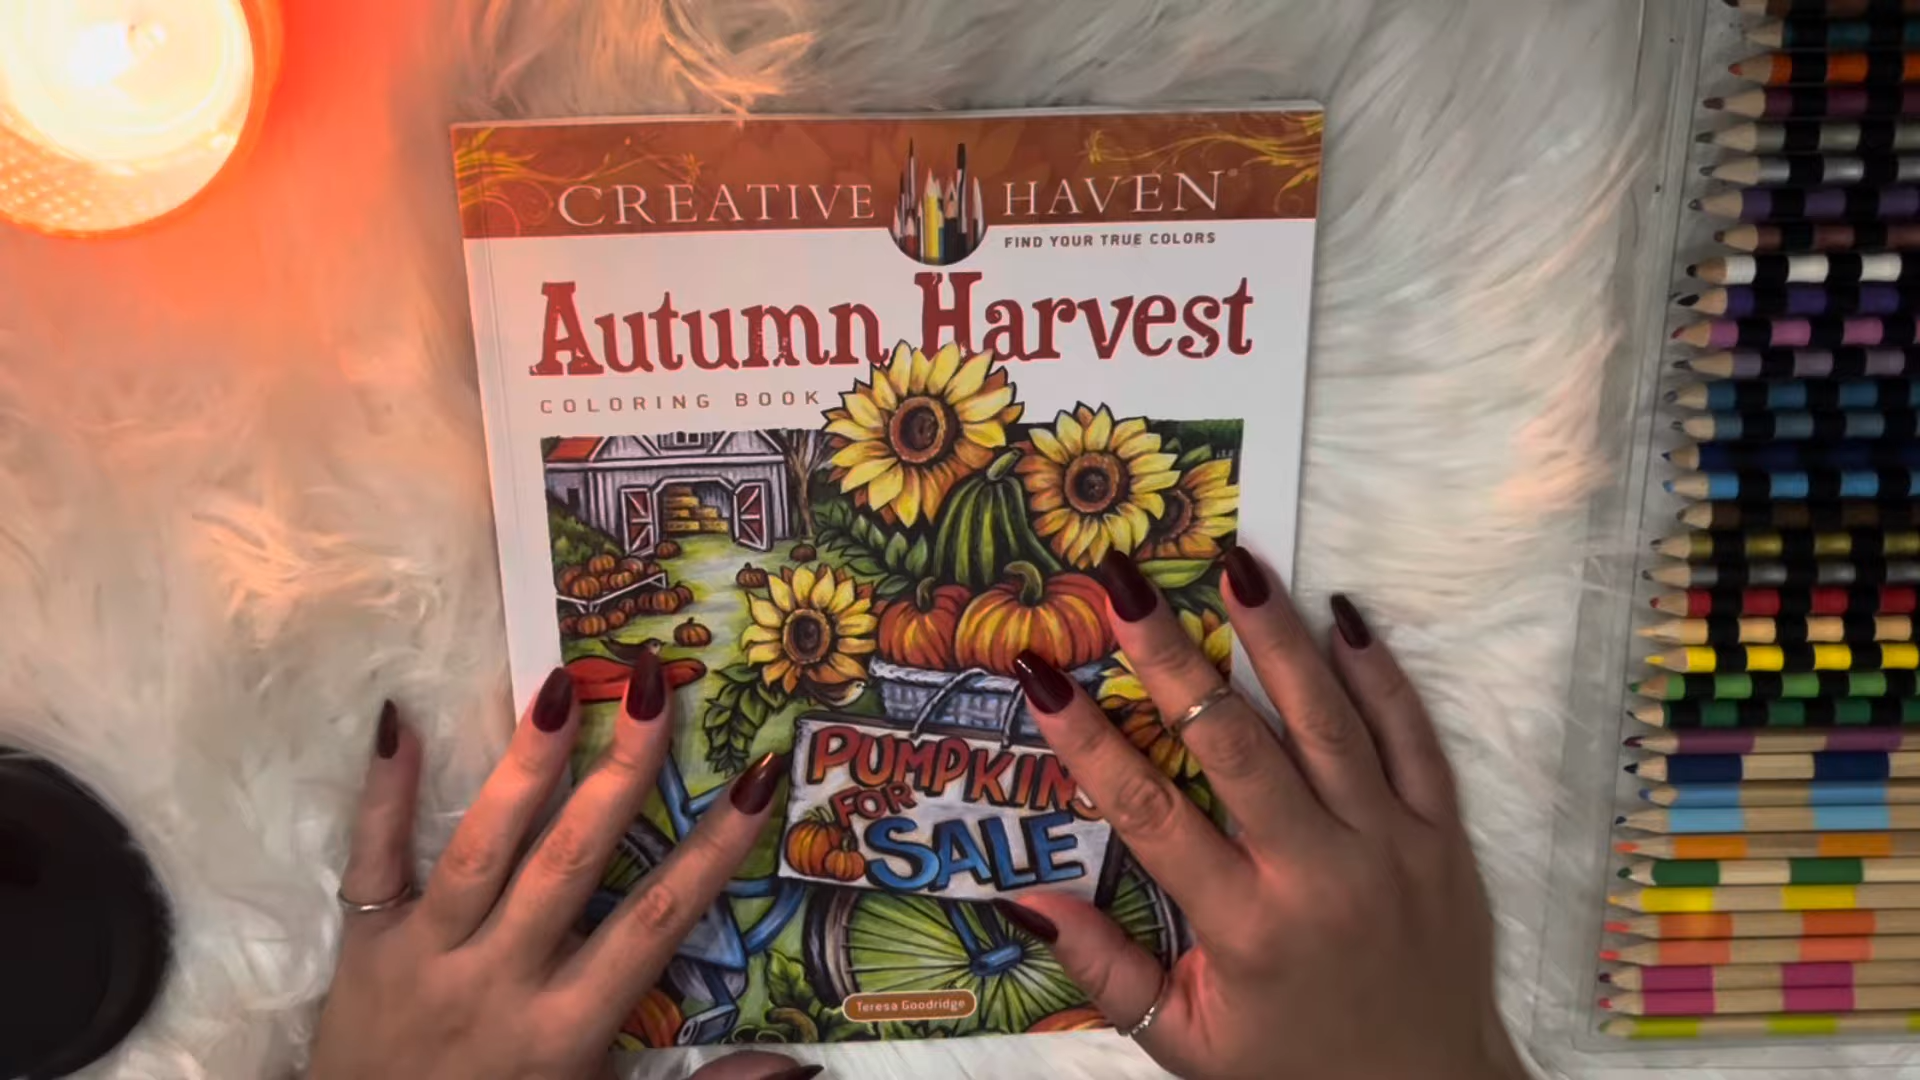 CREATIVE HAVEN®
FIND YOUR TRUE COLORS
Autumn Harvest
COLORING BOOK
PUMPKINS
FOR
SALE
Teresa Goodridge